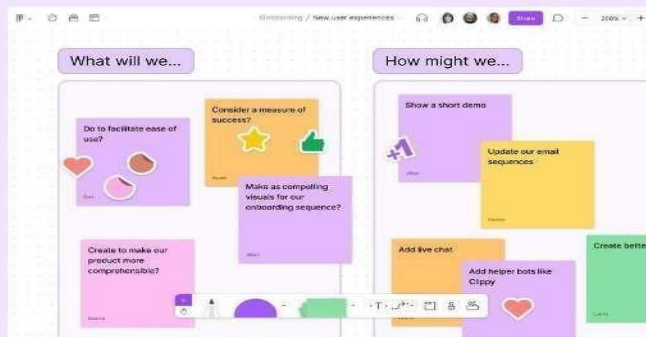 Onboarding / New user experiences
Share
200%
What will we...
How might we...
Do to facilitate ease of
use?
Consider a measure of
success?
Make as compelling
visuals for our
onboarding sequence?
Create to make our
product more
comprehensible?
Show a short demo
+1
Update our email
sequences
Add live chat
Add helper bots like
Clippy
Create bette
T